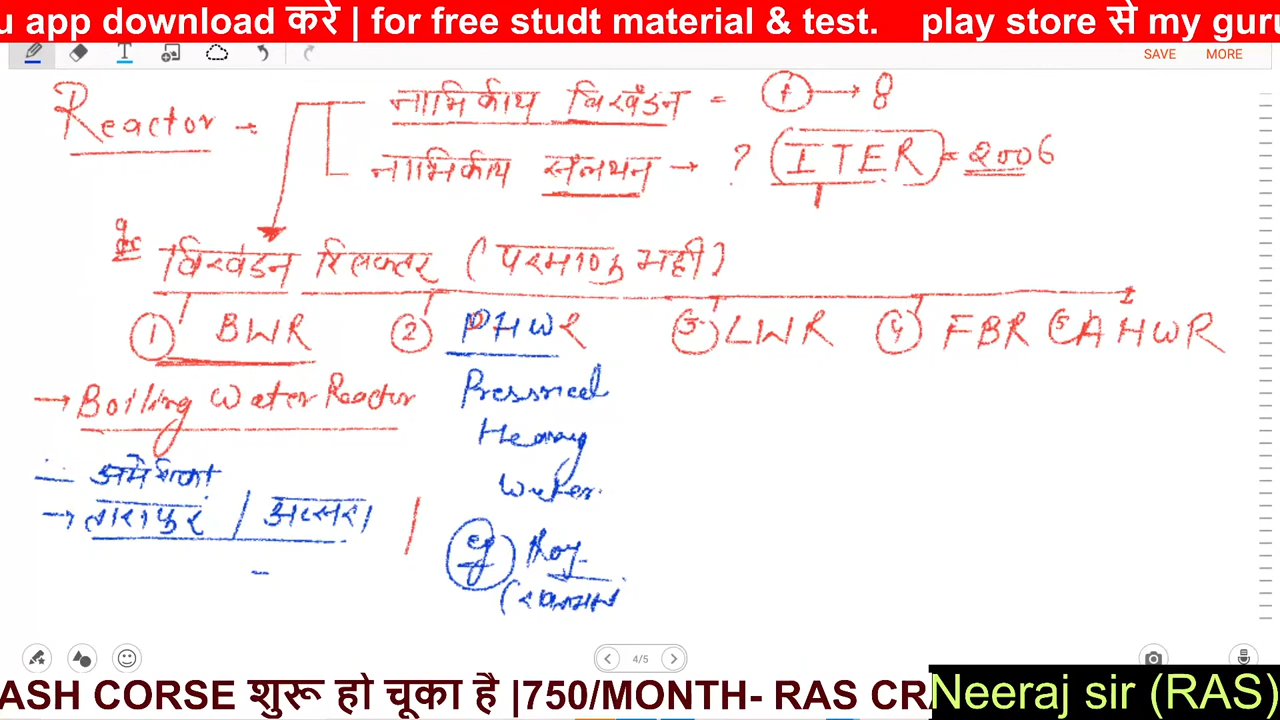 u app download करे | for free studt material & test. play store से my guru
SAVE MORE
Reactor → नाभिकीय विखंडन = f → 8
नाभिकीय संलयन → ? ITER = 2006
विखंडन रिएक्टर (परमाणु भट्टी)
① BWR ② PHWR ③ LWR ④ FBR ⑤ AHWR
→ Boiling Water Reactor
Heavy
Water
अमेरिका
→ तारापुर | अप्सरा |
eg Raj
4/5
ASH CORSE शुरू हो चूका है |750/MONTH- RAS CR
Neeraj sir (RAS)